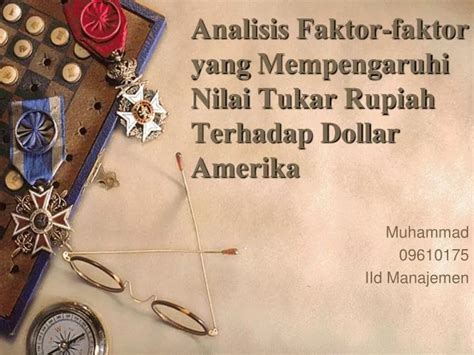 Analisis Faktor-faktor
yang Mempengaruhi
Nilai Tukar Rupiah
Terhadap Dollar
Amerika
Muhammad
09610175
IId Manajemen